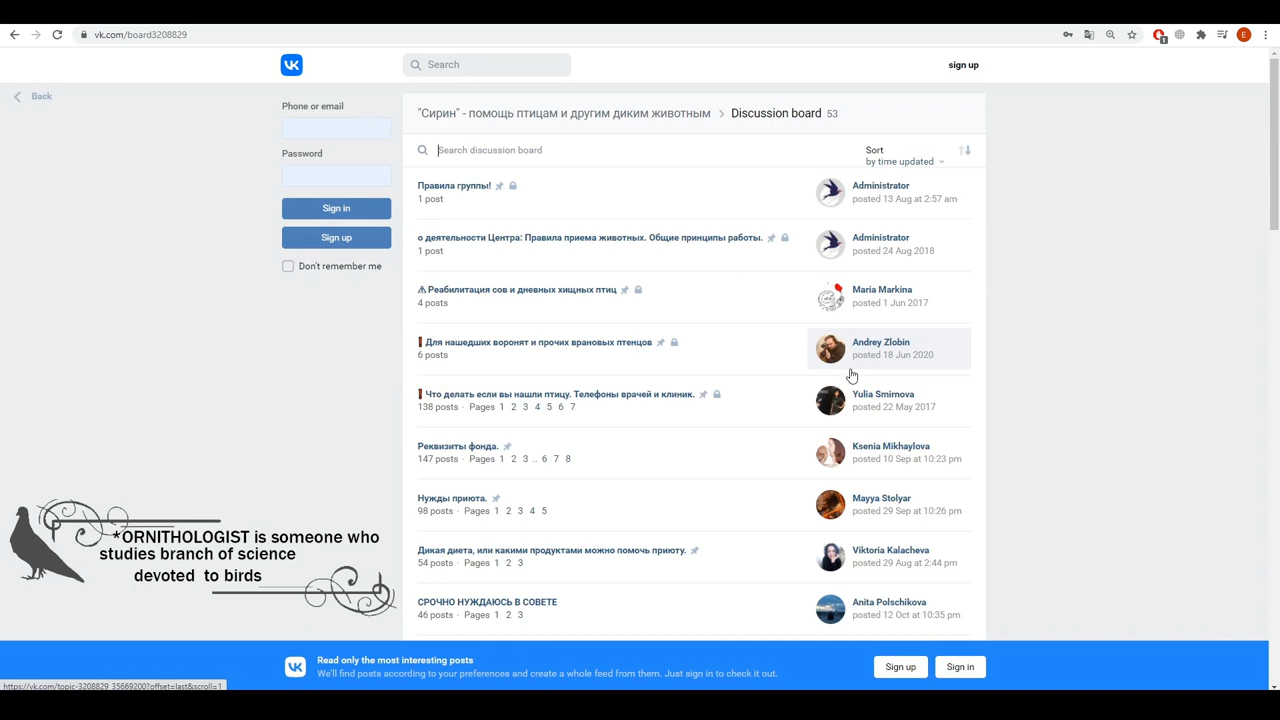 vk.com/board3208829
1
E
VK
Search
sign up
Back
Phone or email
Password
Sign in
Sign up
Don't remember me
"Сирин" - помощь птицам и другим диким животным
Discussion board 53
Search discussion board
Sort
by time updated
Правила группы!
1 post
Administrator
posted 13 Aug at 2:57 am
о деятельности Центра: Правила приема животных. Общие принципы работы.
1 post
Administrator
posted 24 Aug 2018
⚠ Реабилитация сов и дневных хищных птиц
4 posts
Maria Markina
posted 1 Jun 2017
Для нашедших воронят и прочих врановых птенцов
6 posts
Andrey Zlobin
posted 18 Jun 2020
Что делать если вы нашли птицу. Телефоны врачей и клиник.
138 posts · Pages 1 2 3 4 5 6 7
Yulia Smirnova
posted 22 May 2017
Реквизиты фонда.
147 posts · Pages 1 2 3 .. 6 7 8
Ksenia Mikhaylova
posted 10 Sep at 10:23 pm
Нужды приюта.
98 posts · Pages 1 2 3 4 5
Mayya Stolyar
posted 29 Sep at 10:26 pm
Дикая диета, или какими продуктами можно помочь приюту.
54 posts · Pages 1 2 3
Viktoria Kalacheva
posted 29 Aug at 2:44 pm
СРОЧНО НУЖДАЮСЬ В СОВЕТЕ
46 posts · Pages 1 2 3
Anita Polschikova
posted 12 Oct at 10:35 pm
*ORNITHOLOGIST is someone who
studies branch of science
devoted to birds
VK
Read only the most interesting posts
We'll find posts according to your preferences and create a whole feed from them. Just sign in to check it out.
Sign up
Sign in
https://vk.com/topic-3208829_35669200?offset=last&scroll=1